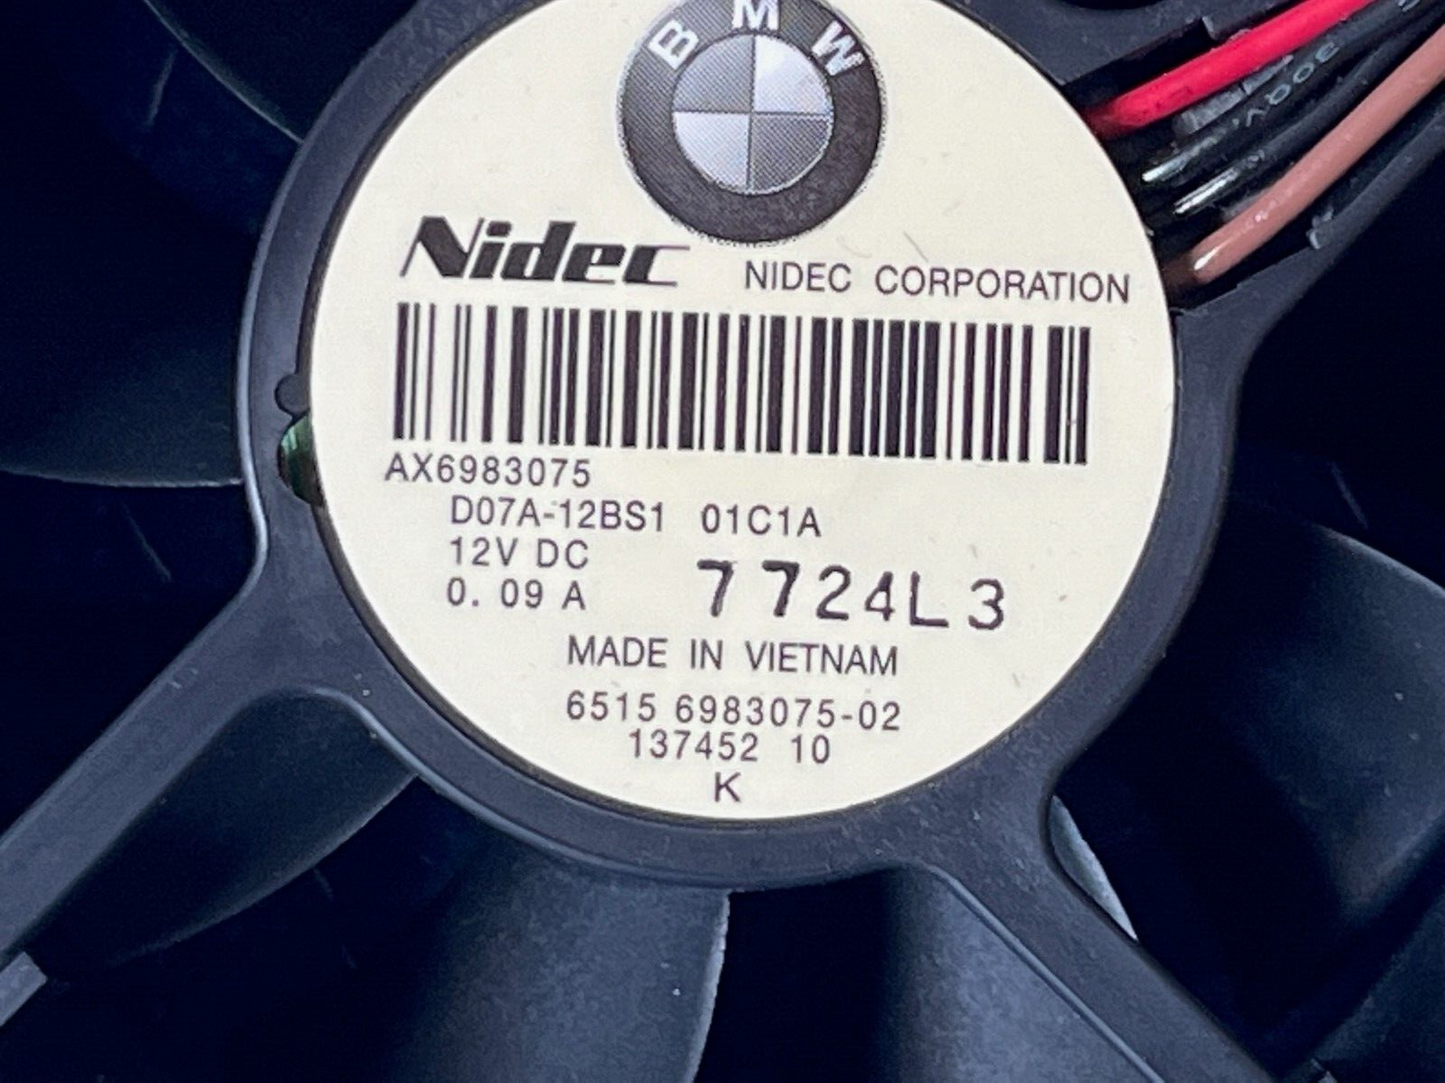 BMW
300V
Nidec NIDEC CORPORATION
AX6983075
D07A-12BS1 01C1A
12V DC
0.09 A 7724L3
MADE IN VIETNAM
6515 6983075-02
137452 10
K